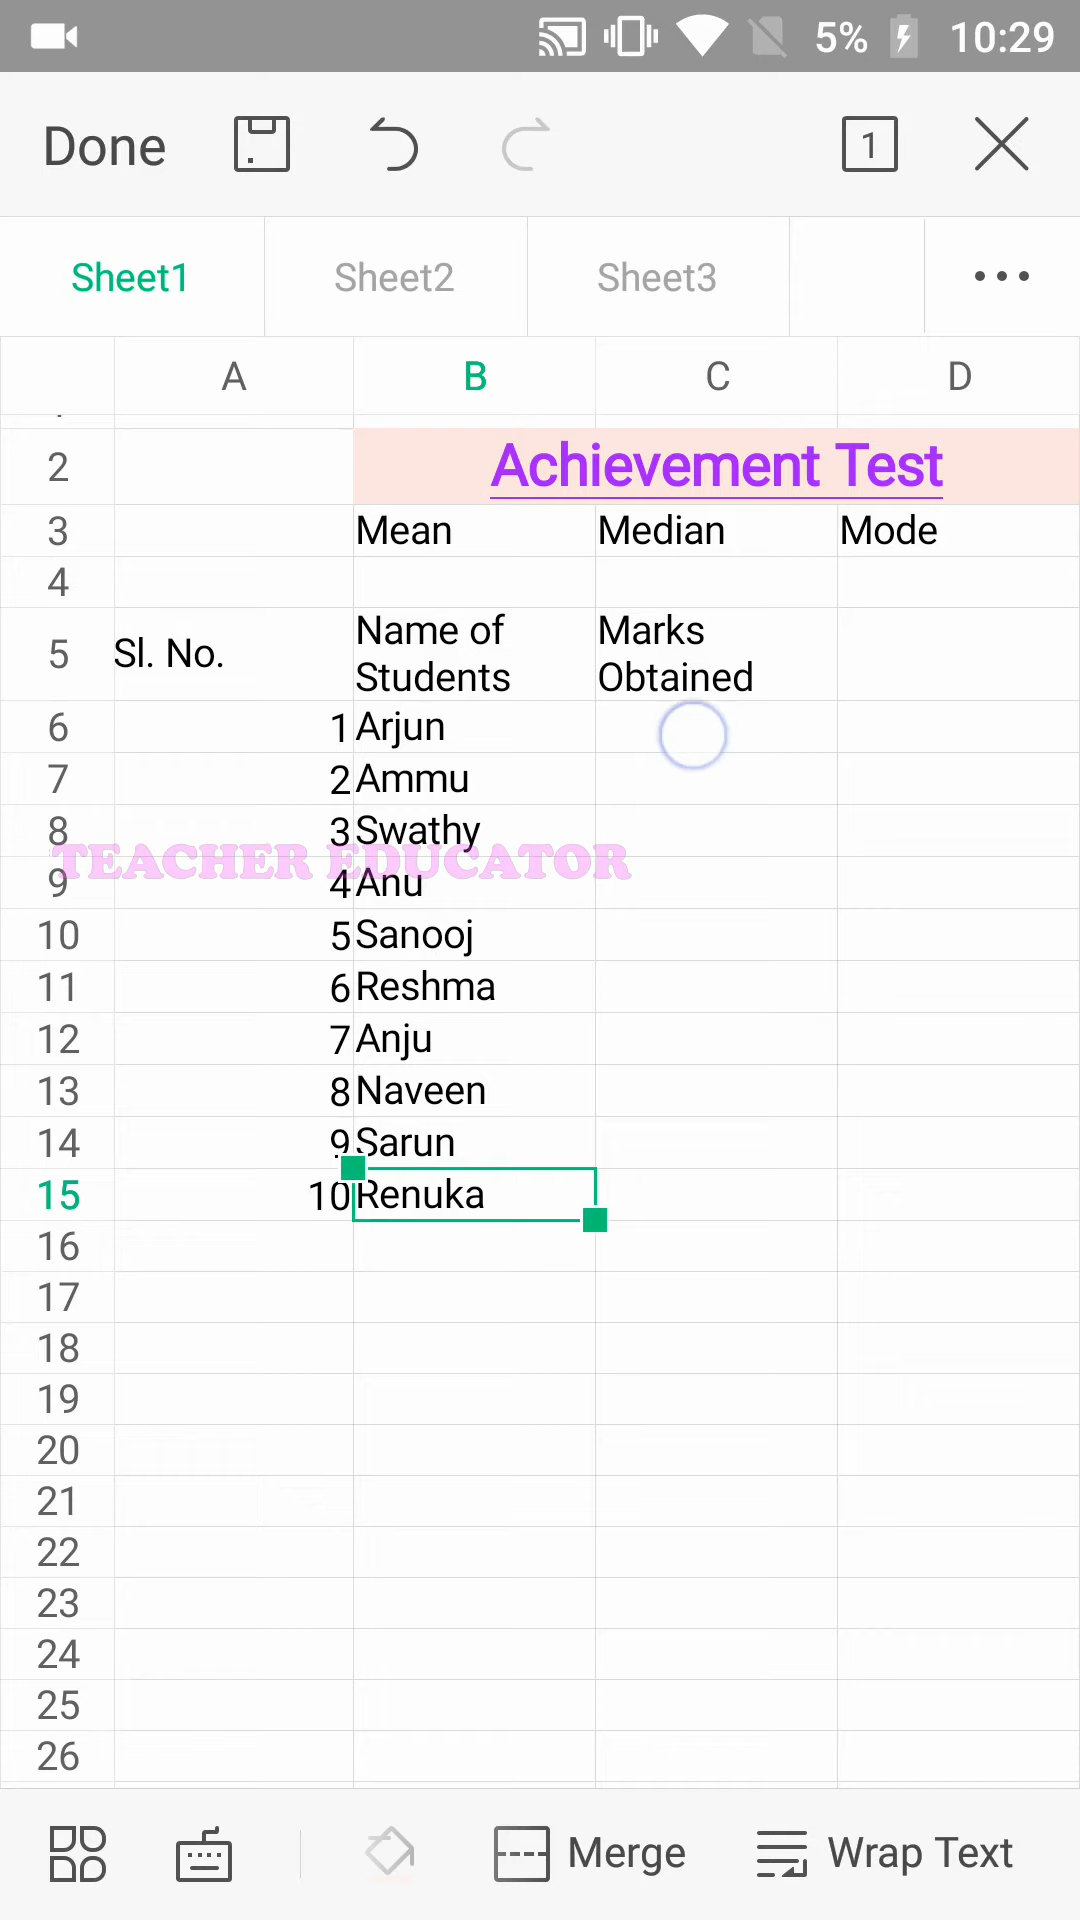 5% 10:29
Done 1
Sheet1 Sheet2 Sheet3
A B C D
2 Achievement Test
3 Mean Median Mode
4
5 Sl. No. Name of Students Marks Obtained
6 1 Arjun
7 2 Ammu
8 3 Swathy
TEACHER EDUCATOR
9 4 Anu
10 5 Sanooj
11 6 Reshma
12 7 Anju
13 8 Naveen
14 9 Sarun
15 10 Renuka
16
17
18
19
20
21
22
23
24
25
26
Merge Wrap Text